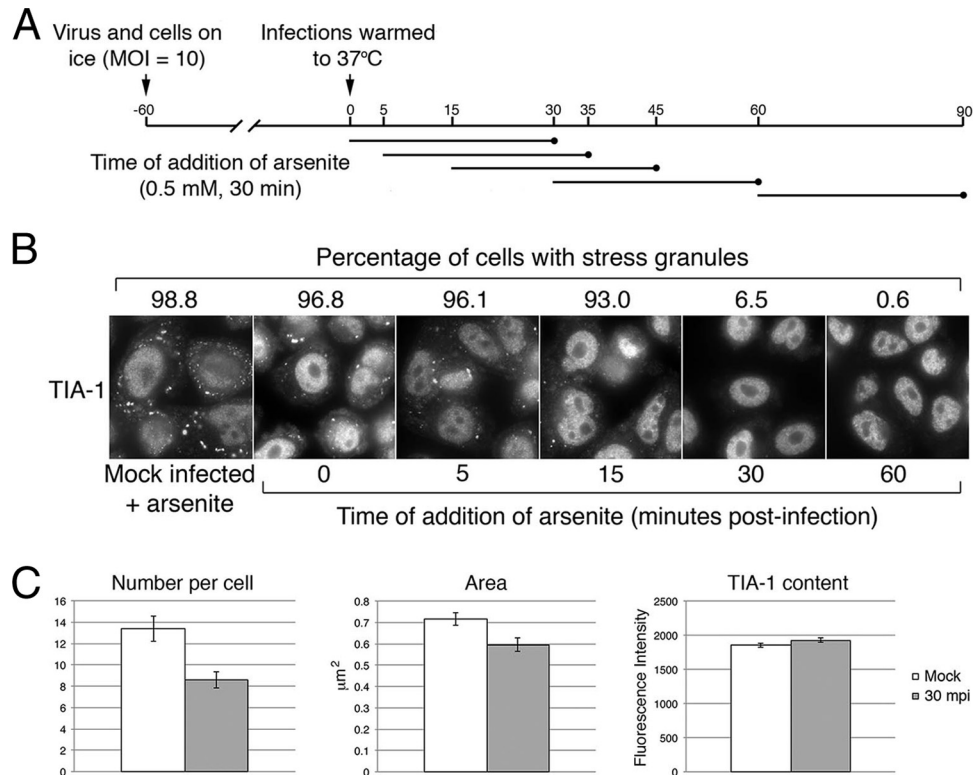 A
Virus and cells on
ice (MOI = 10)
Infections warmed
to 37ºC
-60 0 5 15 30 35 45 60 90
Time of addition of arsenite
(0.5 mM, 30 min)
B
Percentage of cells with stress granules
98.8 96.8 96.1 93.0 6.5 0.6
TIA-1
Mock infected
+ arsenite
0 5 15 30 60
Time of addition of arsenite (minutes post-infection)
C
Number per cell
16
14
12
10
8
6
4
2
0
Area
µm²
0.8
0.7
0.6
0.5
0.4
0.3
0.2
0.1
0
TIA-1 content
Fluorescence Intensity
2500
2000
1500
1000
500
0
Mock
30 mpi